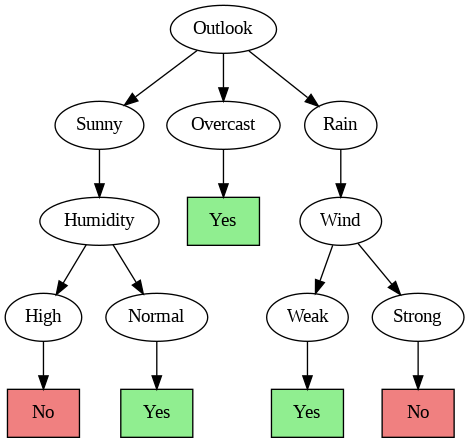 Outlook
Sunny
Overcast
Rain
Humidity
Yes
Wind
High
Normal
Weak
Strong
No
Yes
Yes
No